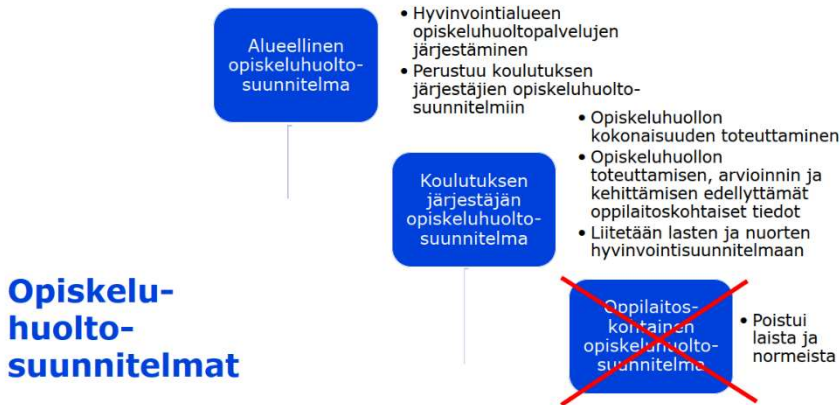 Alueellinen
opiskeluhuolto-
suunnitelma
• Hyvinvointialueen
opiskeluhuoltopalvelujen
järjestäminen
• Perustuu koulutuksen
järjestäjien opiskeluhuolto-
suunnitelmiin
Koulutuksen
järjestäjän
opiskeluhuolto-
suunnitelma
• Opiskeluhuollon
kokonaisuuden toteuttaminen
• Opiskeluhuollon
toteuttamisen, arvioinnin ja
kehittämisen edellyttämät
oppilaitoskohtaiset tiedot
• Liitetään lasten ja nuorten
hyvinvointisuunnitelmaan
Opiskelu-
huolto-
suunnitelmat
Oppilaitos-
kohtainen
opiskeluhuolto-
suunnitelma
• Poistui
laista ja
normeista